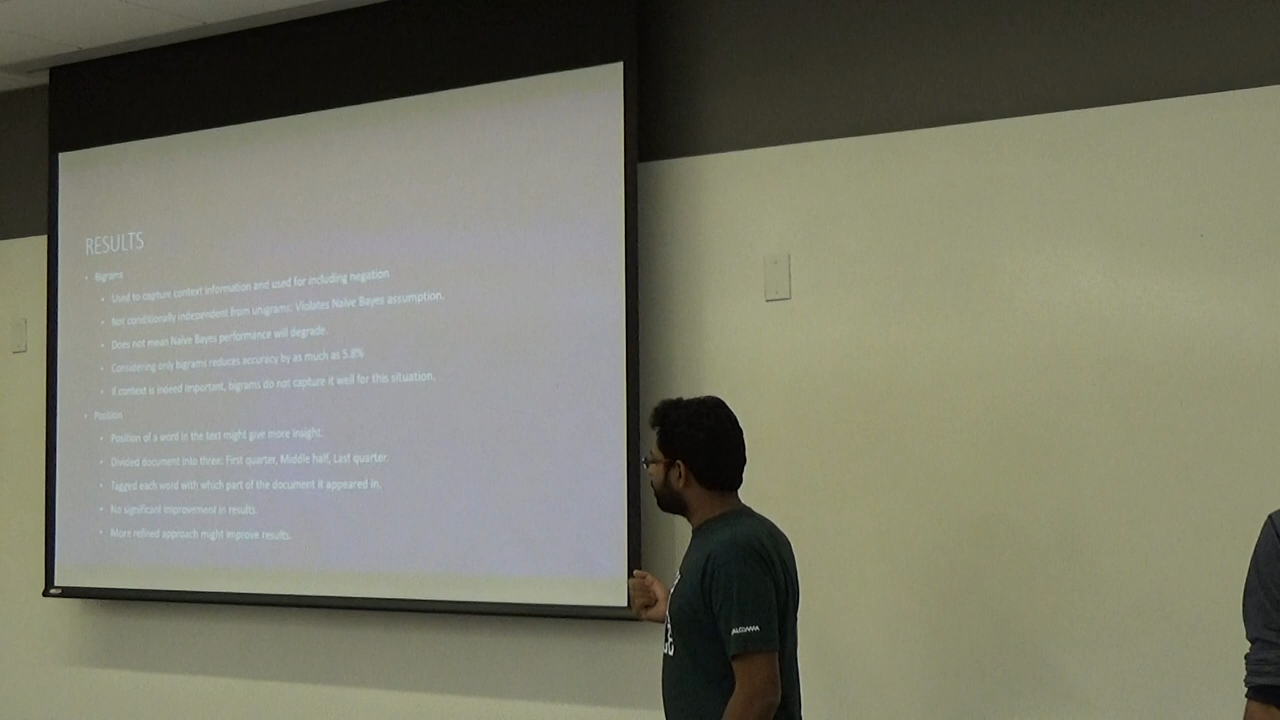 RESULTS
• Bigrams
• Used to capture context information and used for including negation
• Not conditionally independent from unigrams. Violates Naïve Bayes assumption.
• Does not mean Naïve Bayes performance will degrade.
• Considering only bigrams reduces accuracy by as much as 5.8%
• If context is indeed important, bigrams do not capture it well for this situation.
• Position
• Position of a word in the text might give more insight.
• Divided document into three: First quarter, Middle half, Last quarter.
• Tagged each word with which part of the document it appeared in.
• No significant improvement in results.
• More refined approach might improve results.